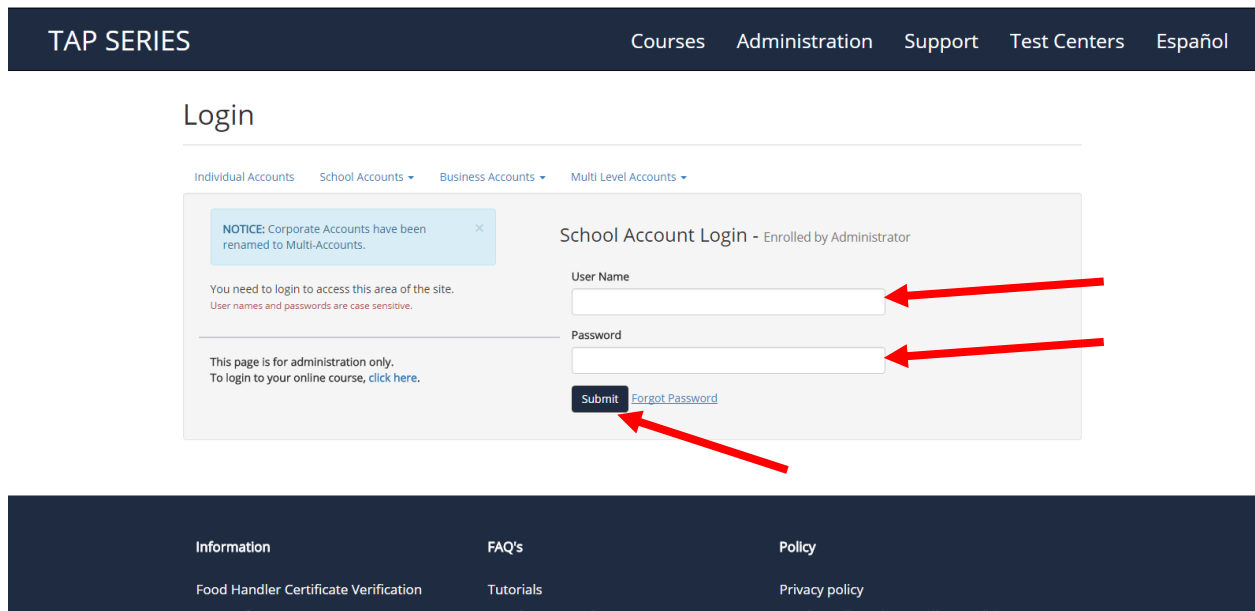 TAP SERIES
Courses Administration Support Test Centers Español
Login
Individual Accounts School Accounts Business Accounts Multi Level Accounts
NOTICE: Corporate Accounts have been
renamed to Multi-Accounts.
×
You need to login to access this area of the site.
User names and passwords are case sensitive.
This page is for administration only.
To login to your online course, click here.
School Account Login - Enrolled by Administrator
User Name
Password
Submit Forgot Password
Information
Food Handler Certificate Verification
FAQ's
Tutorials
Policy
Privacy policy